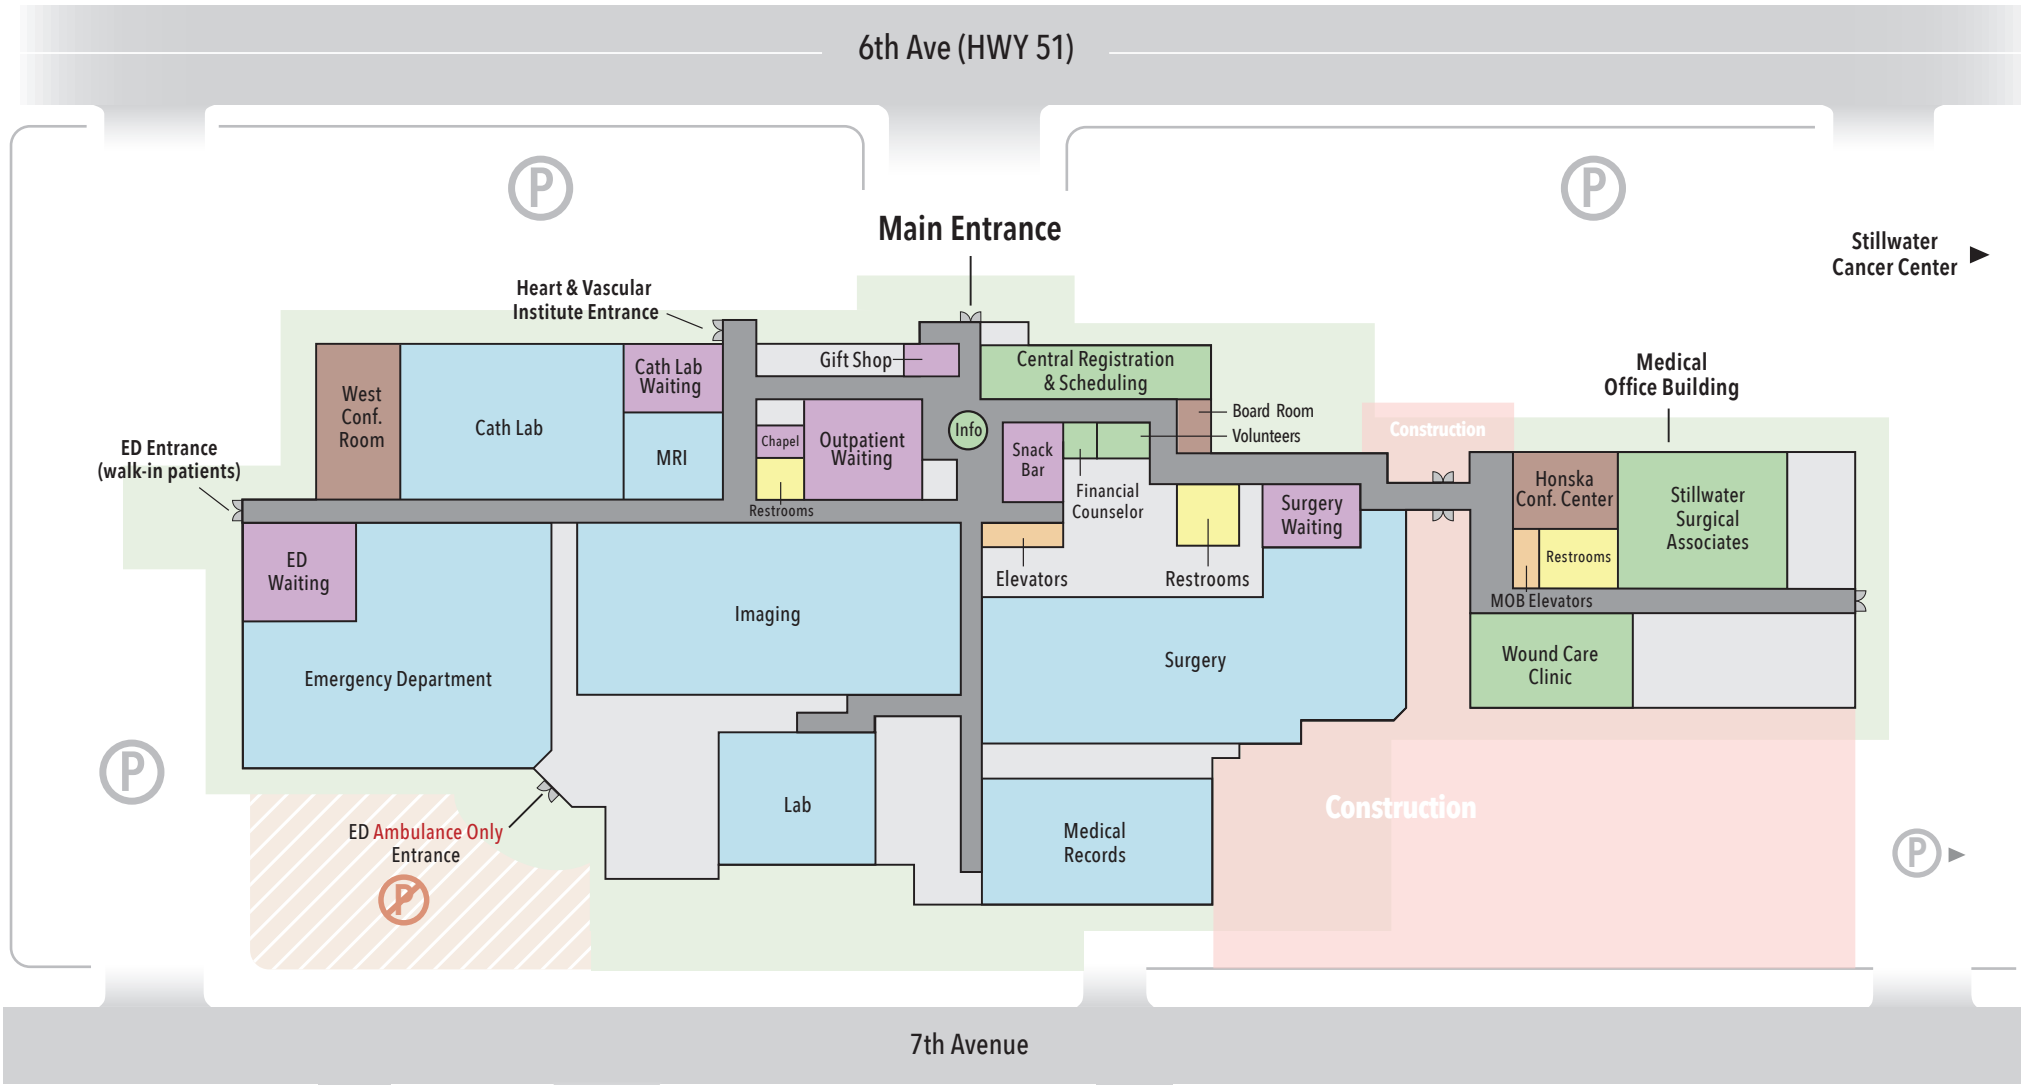 6th Ave (HWY 51)
P
P
Main Entrance
Stillwater
Cancer Center
Heart & Vascular
Institute Entrance
Gift Shop
Central Registration
& Scheduling
Medical
Office Building
Cath Lab
Waiting
West
Conf.
Room
Cath Lab
MRI
Chapel
Outpatient
Waiting
Restrooms
Info
Snack
Bar
Board Room
Volunteers
Financial
Counselor
Construction
ED Entrance
(walk-in patients)
Surgery
Waiting
Honska
Conf. Center
Stillwater
Surgical
Associates
Restrooms
MOB Elevators
Elevators
Restrooms
ED
Waiting
Imaging
Emergency Department
Surgery
Wound Care
Clinic
P
Lab
Medical
Records
Construction
ED Ambulance Only
Entrance
P
P
7th Avenue